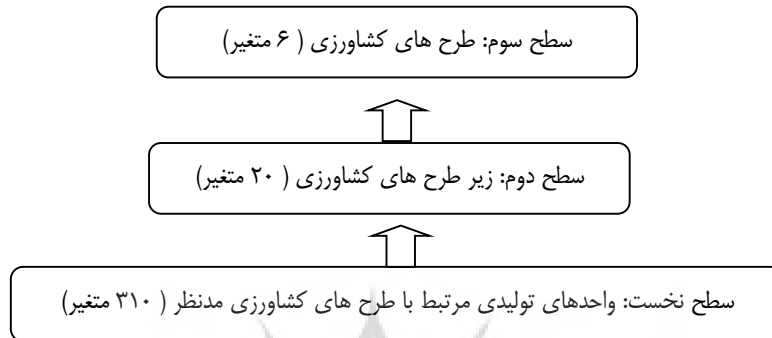 سطح سوم: طرح های کشاورزی ( ۶ متغیر)
سطح دوم: زیر طرح های کشاورزی ( ۲۰ متغیر)
سطح نخست: واحدهای تولیدی مرتبط با طرح های کشاورزی مدنظر ( ۳۱۰ متغیر)